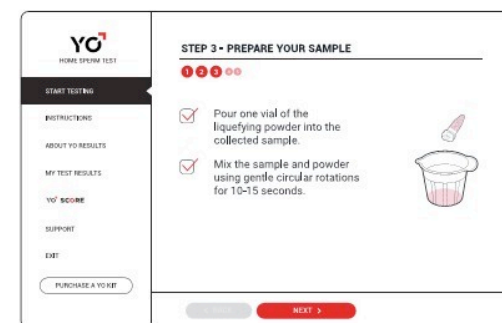 YO
HOME SPERM TEST
START TESTING
INSTRUCTIONS
ABOUT YO RESULTS
MY TEST RESULTS
YO SCORE
SUPPORT
EXIT
PURCHASE A YO KIT
STEP 3 - PREPARE YOUR SAMPLE
1 2 3 4 5
Pour one vial of the
liquefying powder into the
collected sample.
Mix the sample and powder
using gentle circular rotations
for 10-15 seconds.
NEXT >